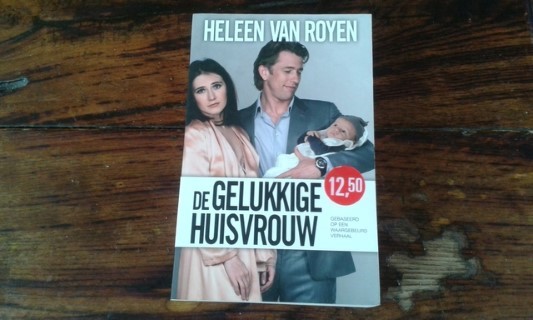 HELEEN VAN ROYEN
12,50
DE GELUKKIGE
HUISVROUW
GEBASEERD
OP EEN
WAARGEBEURD
VERHAAL